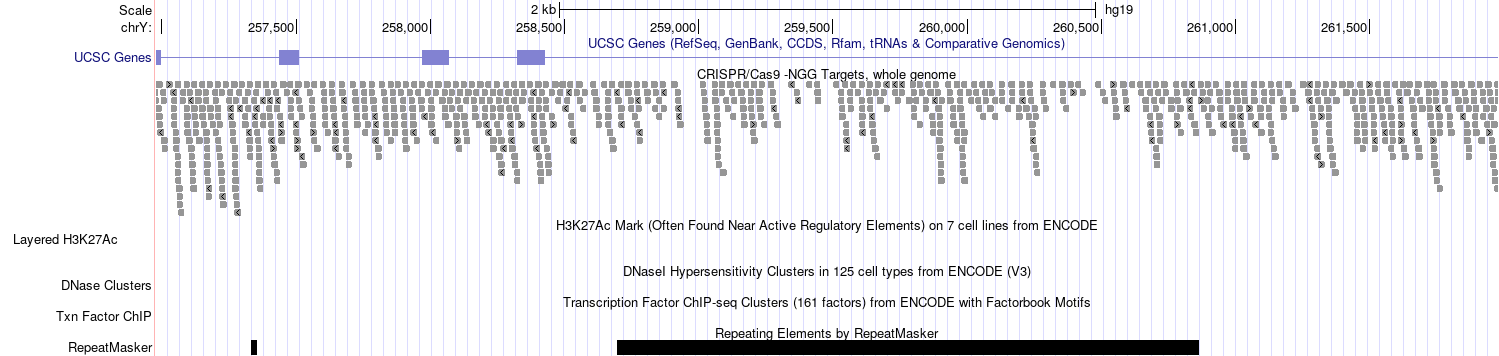 Scale 2 kb hg19
chrY: 257,500 258,000 258,500 259,000 259,500 260,000 260,500 261,000 261,500
UCSC Genes (RefSeq, GenBank, CCDS, Rfam, tRNAs & Comparative Genomics)
UCSC Genes
CRISPR/Cas9 -NGG Targets, whole genome
H3K27Ac Mark (Often Found Near Active Regulatory Elements) on 7 cell lines from ENCODE
Layered H3K27Ac
DNaseI Hypersensitivity Clusters in 125 cell types from ENCODE (V3)
DNase Clusters
Transcription Factor ChIP-seq Clusters (161 factors) from ENCODE with Factorbook Motifs
Txn Factor ChIP
Repeating Elements by RepeatMasker
RepeatMasker